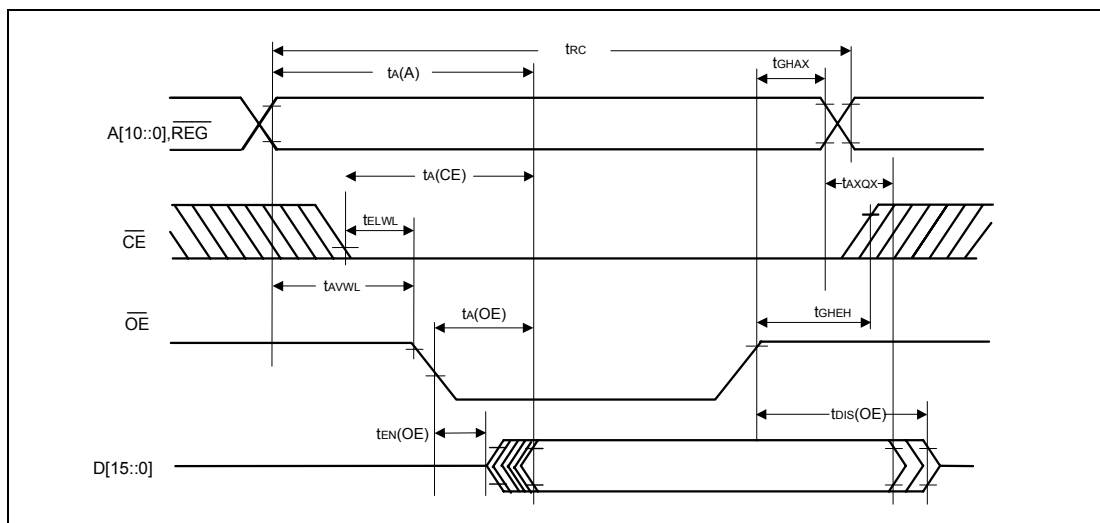 tRC
tA(A)
tGHAX
A[10::0],REG
tA(CE)
tAXQX
tELWL
CE
tAVWL
tA(OE)
tGHEH
OE
tDIS(OE)
tEN(OE)
D[15::0]